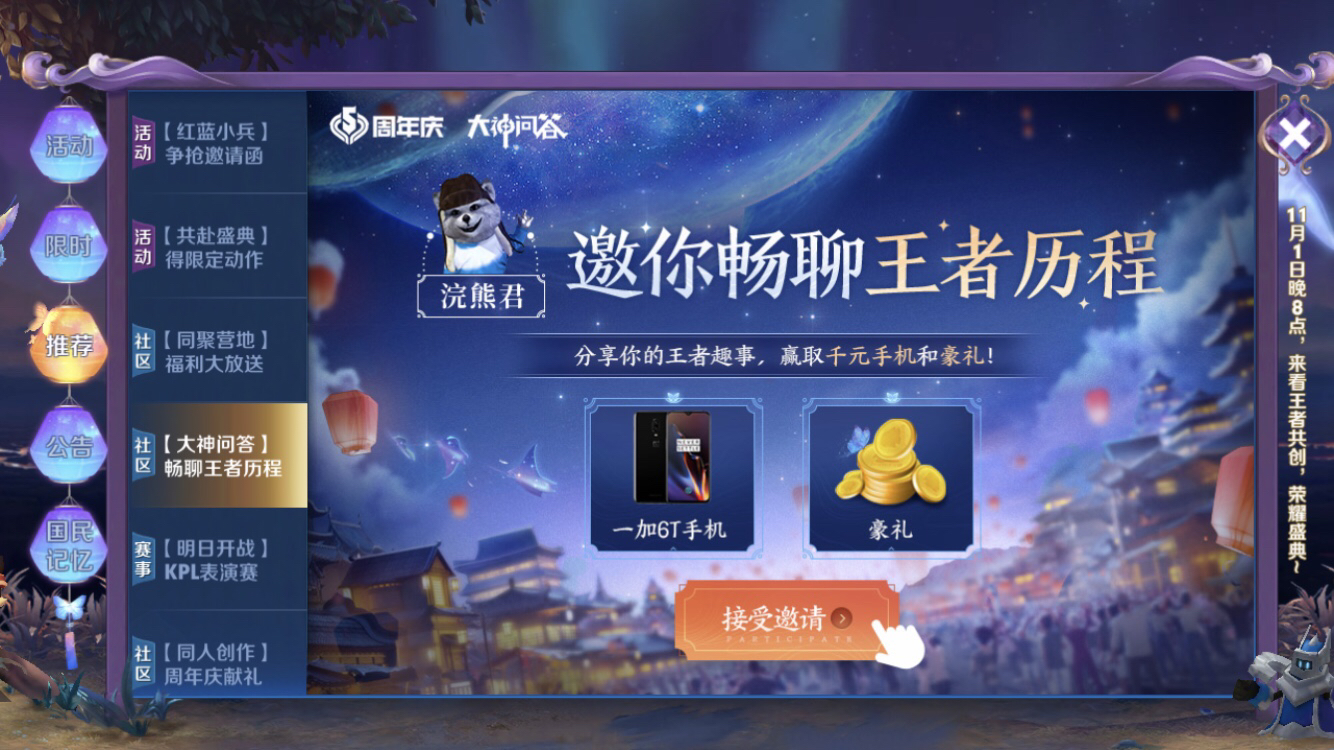 活动
限时
推荐
公告
国民
记忆
活动
【红蓝小兵】
争抢邀请函
活动
【共赴盛典】
得限定动作
社区
【同聚营地】
福利大放送
社区
【大神问答】
畅聊王者历程
赛事
【明日开战】
KPL表演赛
社区
【同人创作】
周年庆献礼
5周年庆 大神问答
浣熊君
邀你畅聊王者历程
分享你的王者趣事，赢取千元手机和豪礼！
NEVER
SETTLE
一加6T手机
豪礼
接受邀请
PARTICIPATE
11月1日晚8点，来看王者共创，荣耀盛典~